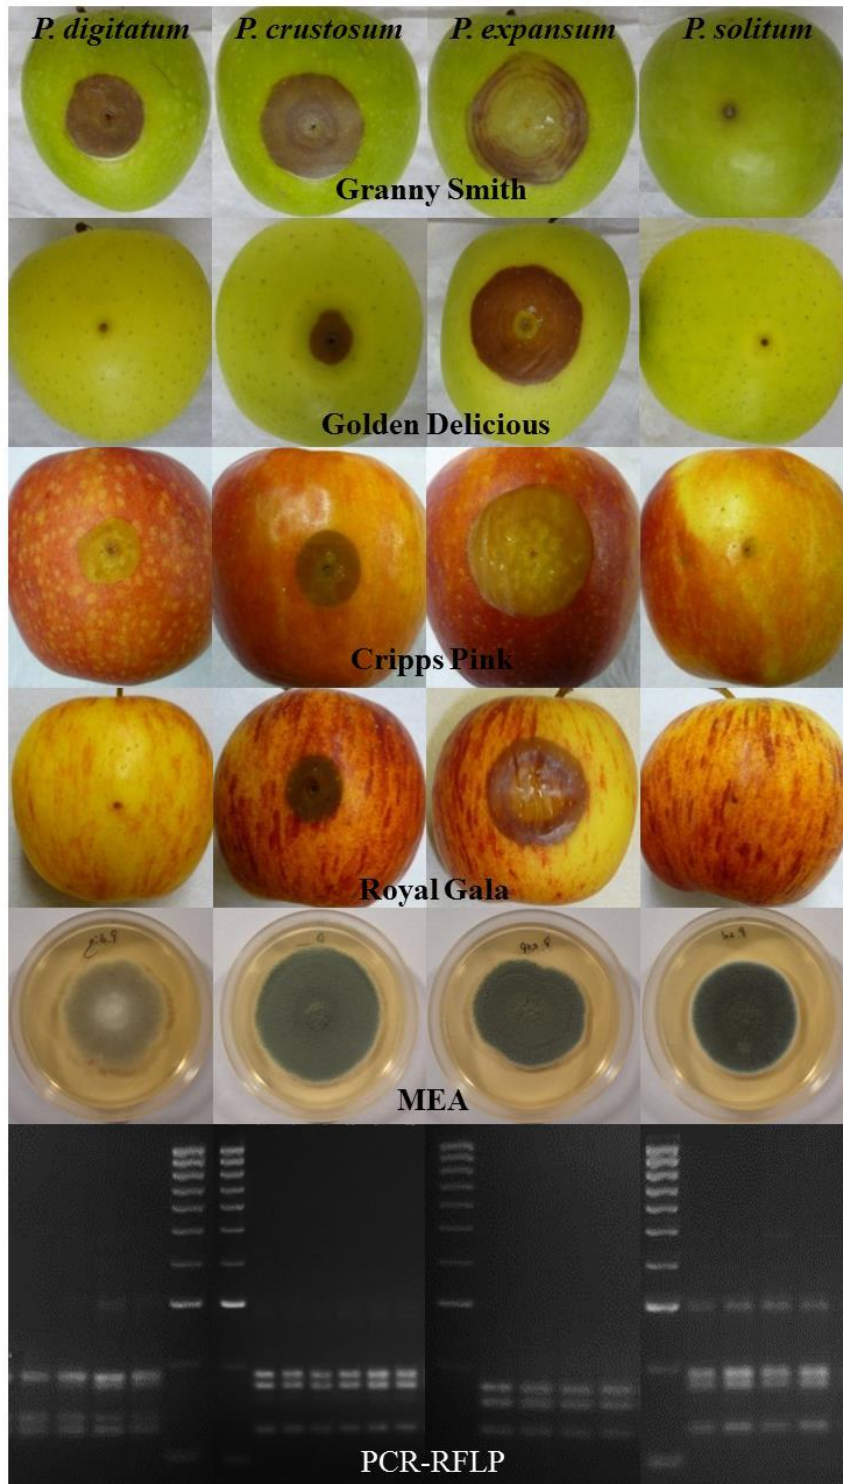 P. digitatum P. crustosum P. expansum P. solitum
Granny Smith
Golden Delicious
Cripps Pink
Royal Gala
MEA
PCR-RFLP